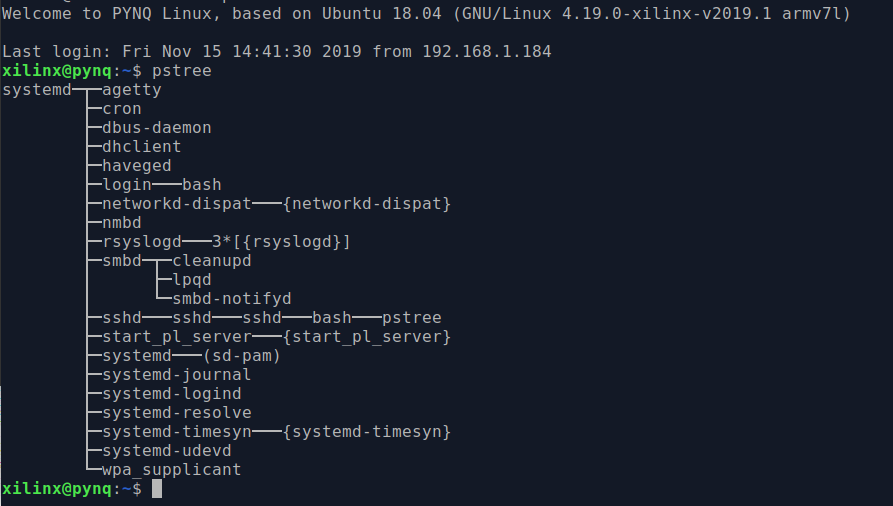 Welcome to PYNQ Linux, based on Ubuntu 18.04 (GNU/Linux 4.19.0-xilinx-v2019.1 armv7l)

Last login: Fri Nov 15 14:41:30 2019 from 192.168.1.184
xilinx@pynq:~$ pstree
systemd─┬─agetty
        ├─cron
        ├─dbus-daemon
        ├─dhclient
        ├─haveged
        ├─login───bash
        ├─networkd-dispat───{networkd-dispat}
        ├─nmbd
        ├─rsyslogd───3*[{rsyslogd}]
        ├─smbd─┬─cleanupd
        │      ├─lpqd
        │      └─smbd-notifyd
        ├─sshd───sshd───sshd───bash───pstree
        ├─start_pl_server───{start_pl_server}
        ├─systemd───(sd-pam)
        ├─systemd-journal
        ├─systemd-logind
        ├─systemd-resolve
        ├─systemd-timesyn───{systemd-timesyn}
        ├─systemd-udevd
        └─wpa_supplicant
xilinx@pynq:~$